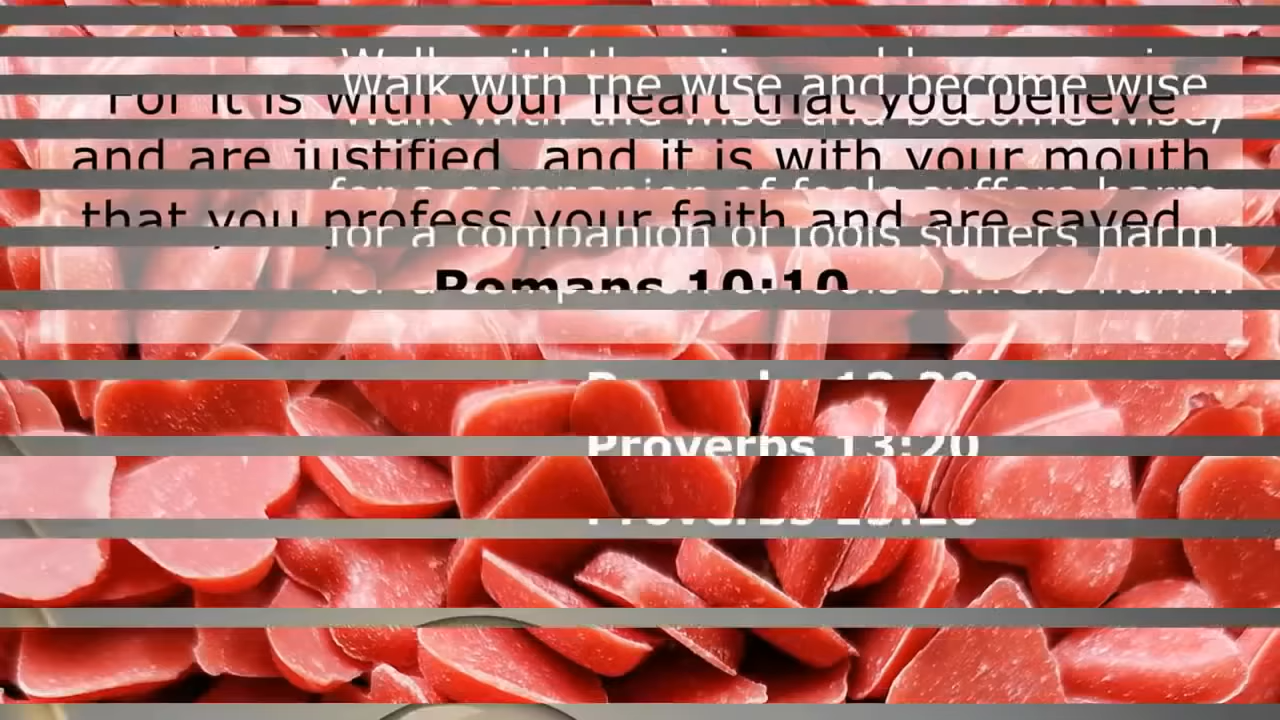 Walk with the wise and become wise,
for a companion of fools suffers harm.
Proverbs 13:20
For it is with your heart that you believe
and are justified, and it is with your mouth
that you profess your faith and are saved.
Romans 10:10